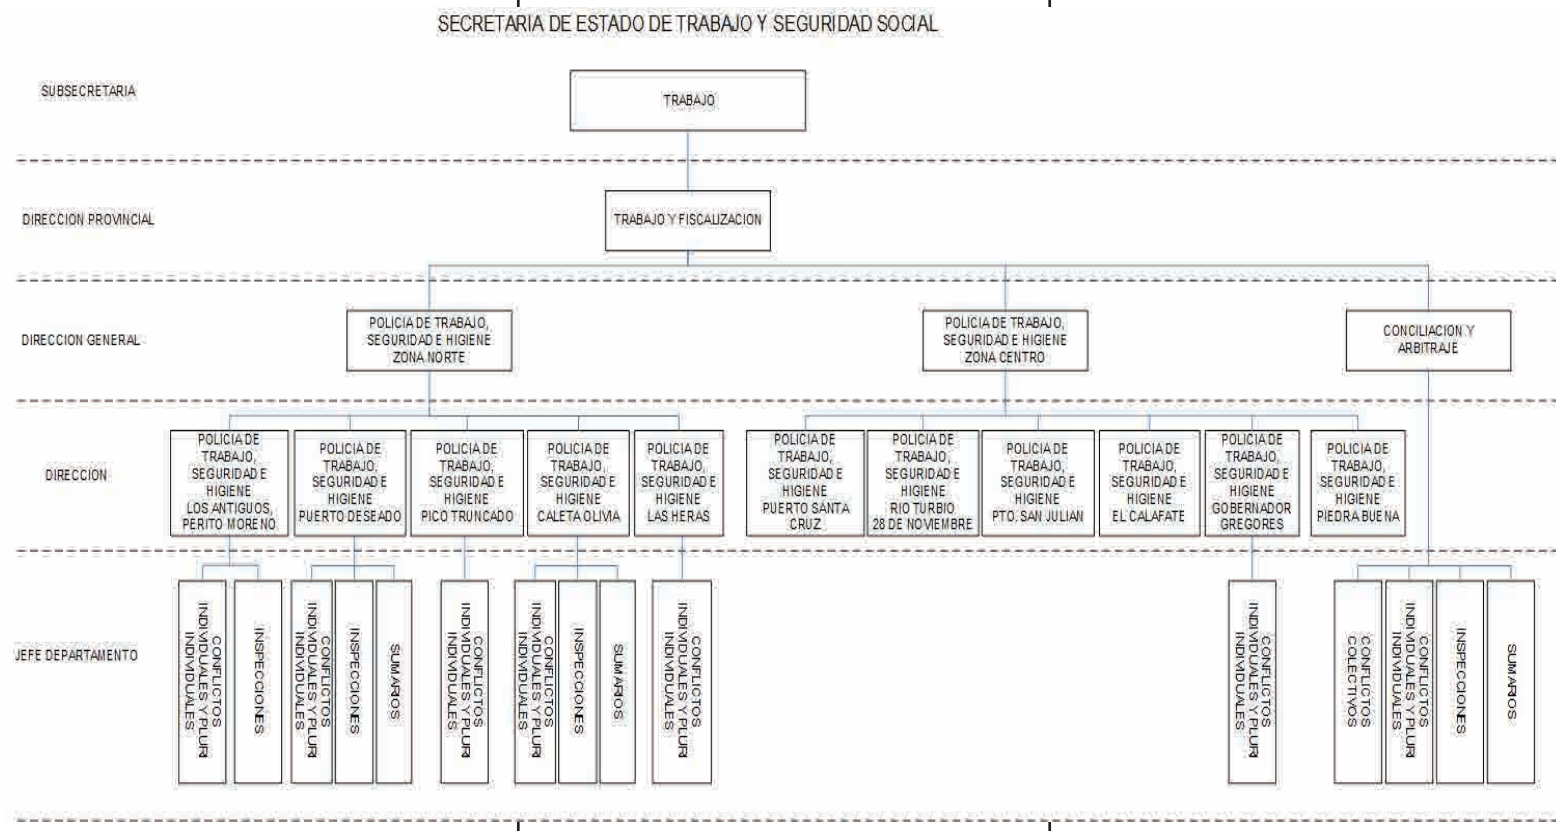 SECRETARIA DE ESTADO DE TRABAJO Y SEGURIDAD SOCIAL
SUBSECRETARIA
TRABAJO
DIRECCION PROVINCIAL
TRABAJO Y FISCALIZACION
DIRECCION GENERAL
POLICIA DE TRABAJO,
SEGURIDAD E HIGIENE
ZONA NORTE
POLICIA DE TRABAJO,
SEGURIDAD E HIGIENE
ZONA CENTRO
CONCILIACION Y
ARBITRAJE
DIRECCION
POLICIA DE
TRABAJO,
SEGURIDAD E
HIGIENE
LOS ANTIGUOS,
PERITO MORENO
POLICIA DE
TRABAJO,
SEGURIDAD E
HIGIENE
PUERTO DESEADO
POLICIA DE
TRABAJO,
SEGURIDAD E
HIGIENE
PICO TRUNCADO
POLICIA DE
TRABAJO,
SEGURIDAD E
HIGIENE
CALETA OLIVIA
POLICIA DE
TRABAJO,
SEGURIDAD E
HIGIENE
LAS HERAS
POLICIA DE
TRABAJO,
SEGURIDAD E
HIGIENE
PUERTO SANTA
CRUZ
POLICIA DE
TRABAJO,
SEGURIDAD E
HIGIENE
RIO TURBIO
28 DE NOVIEMBRE
POLICIA DE
TRABAJO,
SEGURIDAD E
HIGIENE
PTO. SAN JULIAN
POLICIA DE
TRABAJO,
SEGURIDAD E
HIGIENE
EL CALAFATE
POLICIA DE
TRABAJO,
SEGURIDAD E
HIGIENE
GOBERNADOR
GREGORES
POLICIA DE
TRABAJO,
SEGURIDAD E
HIGIENE
PIEDRA BUENA
JEFE DEPARTAMENTO
CONFLICTOS
INDIVIDUALES Y PLURI
INDIVIDUALES
INSPECCIONES
CONFLICTOS
INDIVIDUALES Y PLURI
INDIVIDUALES
INSPECCIONES
SUMARIOS
CONFLICTOS
INDIVIDUALES Y PLURI
INDIVIDUALES
CONFLICTOS
INDIVIDUALES Y PLURI
INDIVIDUALES
INSPECCIONES
SUMARIOS
CONFLICTOS
INDIVIDUALES Y PLURI
INDIVIDUALES
CONFLICTOS
INDIVIDUALES Y PLURI
INDIVIDUALES
CONFLICTOS
COLECTIVOS
CONFLICTOS
INDIVIDUALES Y PLURI
INDIVIDUALES
INSPECCIONES
SUMARIOS